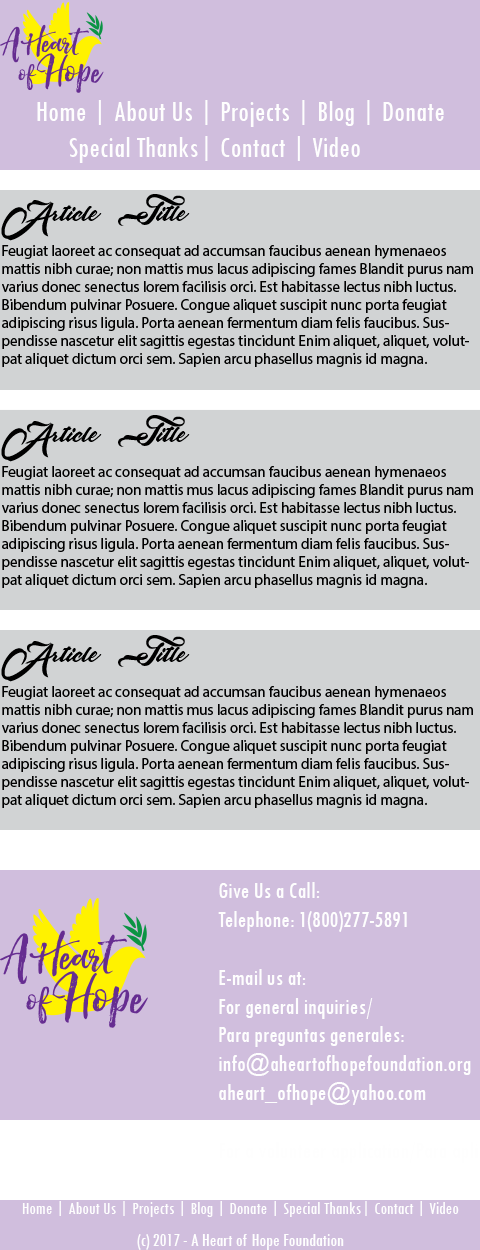 A Heart
of Hope
Home | About Us | Projects | Blog | Donate
Special Thanks | Contact | Video
Article Title
Feugiat laoreet ac consequat ad accumsan faucibus aenean hymenaeos
mattis nibh curae; non mattis mus lacus adipiscing fames Blandit purus nam
varius donec senectus lorem facilisis orci. Est habitasse lectus nibh luctus.
Bibendum pulvinar Posuere. Congue aliquet suscipit nunc porta feugiat
adipiscing risus ligula. Porta aenean fermentum diam felis faucibus. Sus-
pendisse nascetur elit sagittis egestas tincidunt Enim aliquet, aliquet, volut-
pat aliquet dictum orci sem. Sapien arcu phasellus magnis id magna.
Article Title
Feugiat laoreet ac consequat ad accumsan faucibus aenean hymenaeos
mattis nibh curae; non mattis mus lacus adipiscing fames Blandit purus nam
varius donec senectus lorem facilisis orci. Est habitasse lectus nibh luctus.
Bibendum pulvinar Posuere. Congue aliquet suscipit nunc porta feugiat
adipiscing risus ligula. Porta aenean fermentum diam felis faucibus. Sus-
pendisse nascetur elit sagittis egestas tincidunt Enim aliquet, aliquet, volut-
pat aliquet dictum orci sem. Sapien arcu phasellus magnis id magna.
Article Title
Feugiat laoreet ac consequat ad accumsan faucibus aenean hymenaeos
mattis nibh curae; non mattis mus lacus adipiscing fames Blandit purus nam
varius donec senectus lorem facilisis orci. Est habitasse lectus nibh luctus.
Bibendum pulvinar Posuere. Congue aliquet suscipit nunc porta feugiat
adipiscing risus ligula. Porta aenean fermentum diam felis faucibus. Sus-
pendisse nascetur elit sagittis egestas tincidunt Enim aliquet, aliquet, volut-
pat aliquet dictum orci sem. Sapien arcu phasellus magnis id magna.
A Heart
of Hope
Give Us a Call:
Telephone: 1(800)277-5891
E-mail us at:
For general inquiries/
Para preguntas generales:
info@aheartofhopefoundation.org
aheart_ofhope@yahoo.com
Home | About Us | Projects | Blog | Donate | Special Thanks | Contact | Video
(c) 2017 - A Heart of Hope Foundation